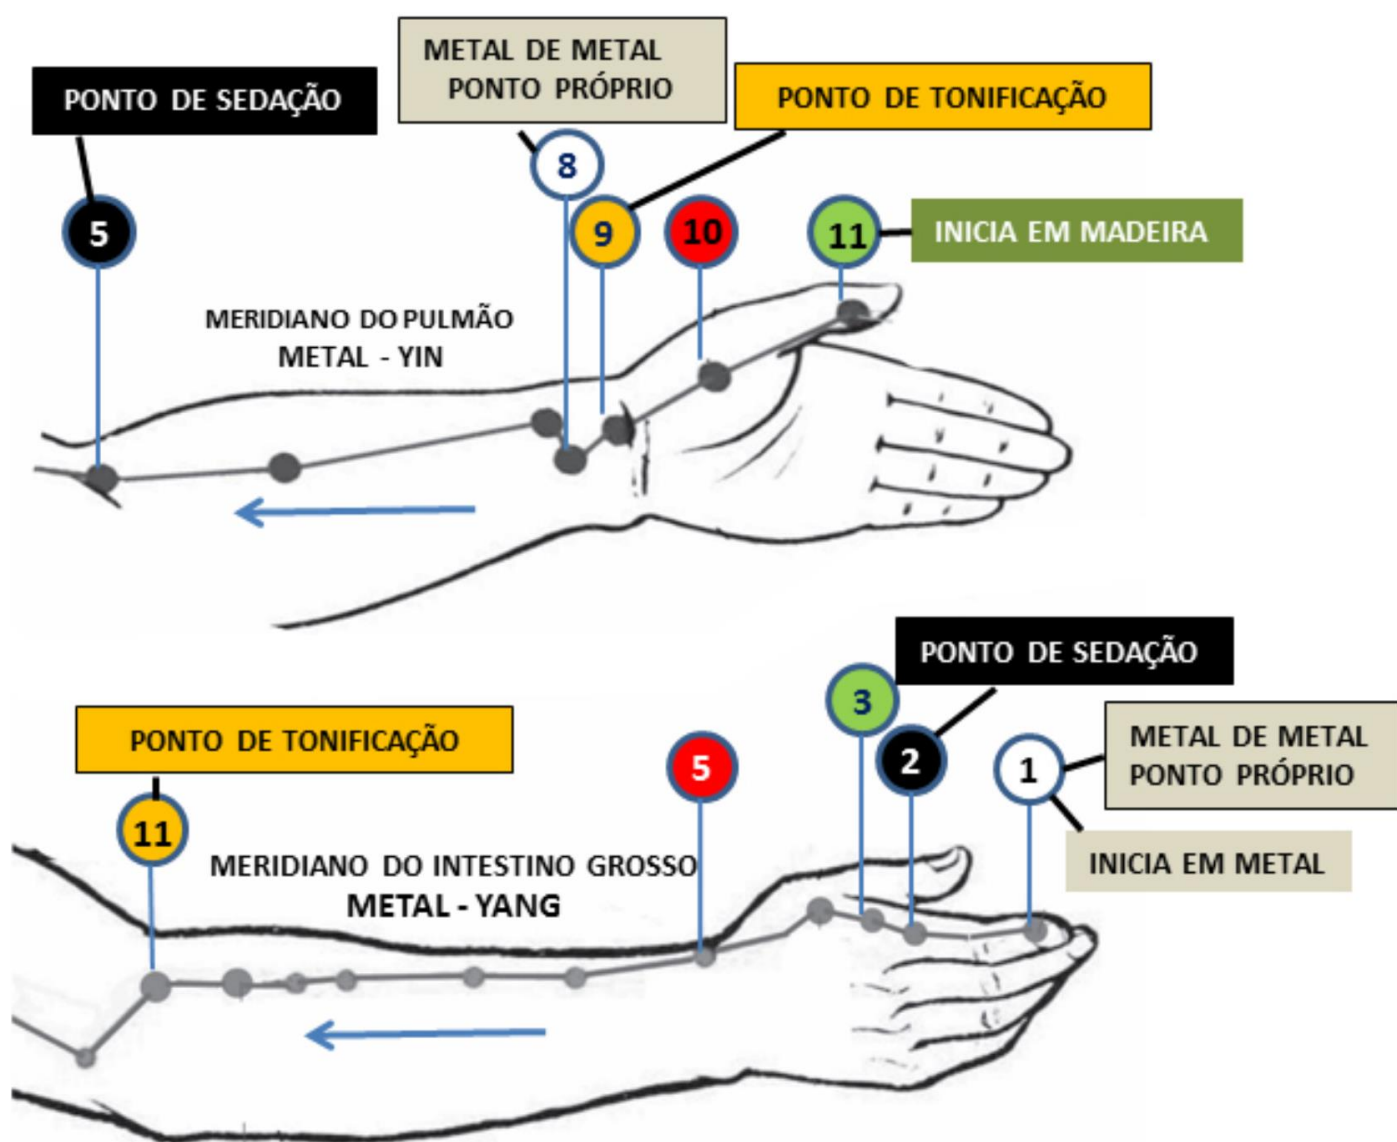 METAL DE METAL
PONTO PRÓPRIO
PONTO DE SEDAÇÃO
PONTO DE TONIFICAÇÃO
8
5
9
10
11
INICIA EM MADEIRA
MERIDIANO DO PULMÃO
METAL - YIN
PONTO DE SEDAÇÃO
3
PONTO DE TONIFICAÇÃO
5
2
1
METAL DE METAL
PONTO PRÓPRIO
11
MERIDIANO DO INTESTINO GROSSO
METAL - YANG
INICIA EM METAL